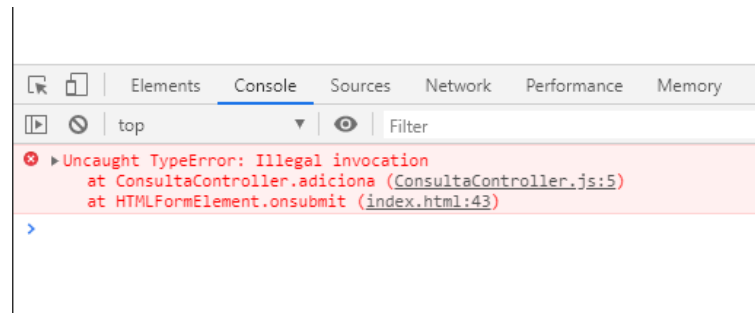 Elements Console Sources Network Performance Memory
top Filter
Uncaught TypeError: Illegal invocation
at ConsultaController.adiciona (ConsultaController.js:5)
at HTMLFormElement.onsubmit (index.html:43)